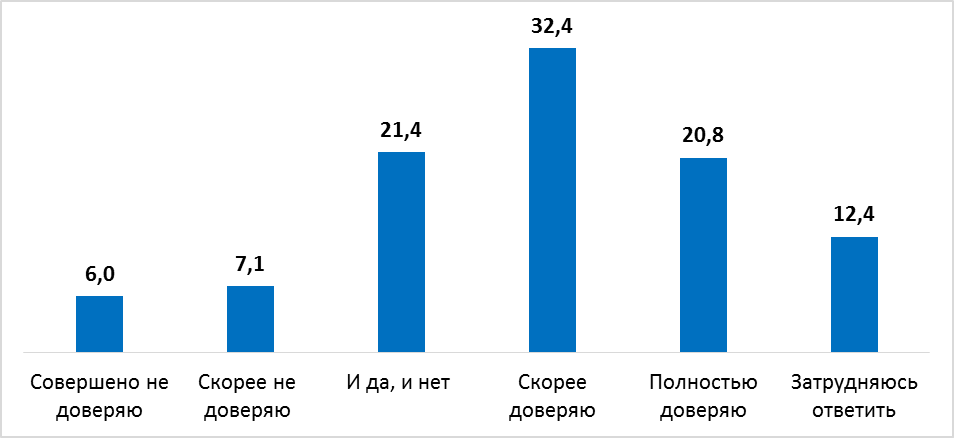 32,4
21,4
20,8
12,4
7,1
6,0
Совершено не
доверяю
Скорее не
доверяю
И да, и нет
Скорее
доверяю
Полностью
доверяю
Затрудняюсь
ответить